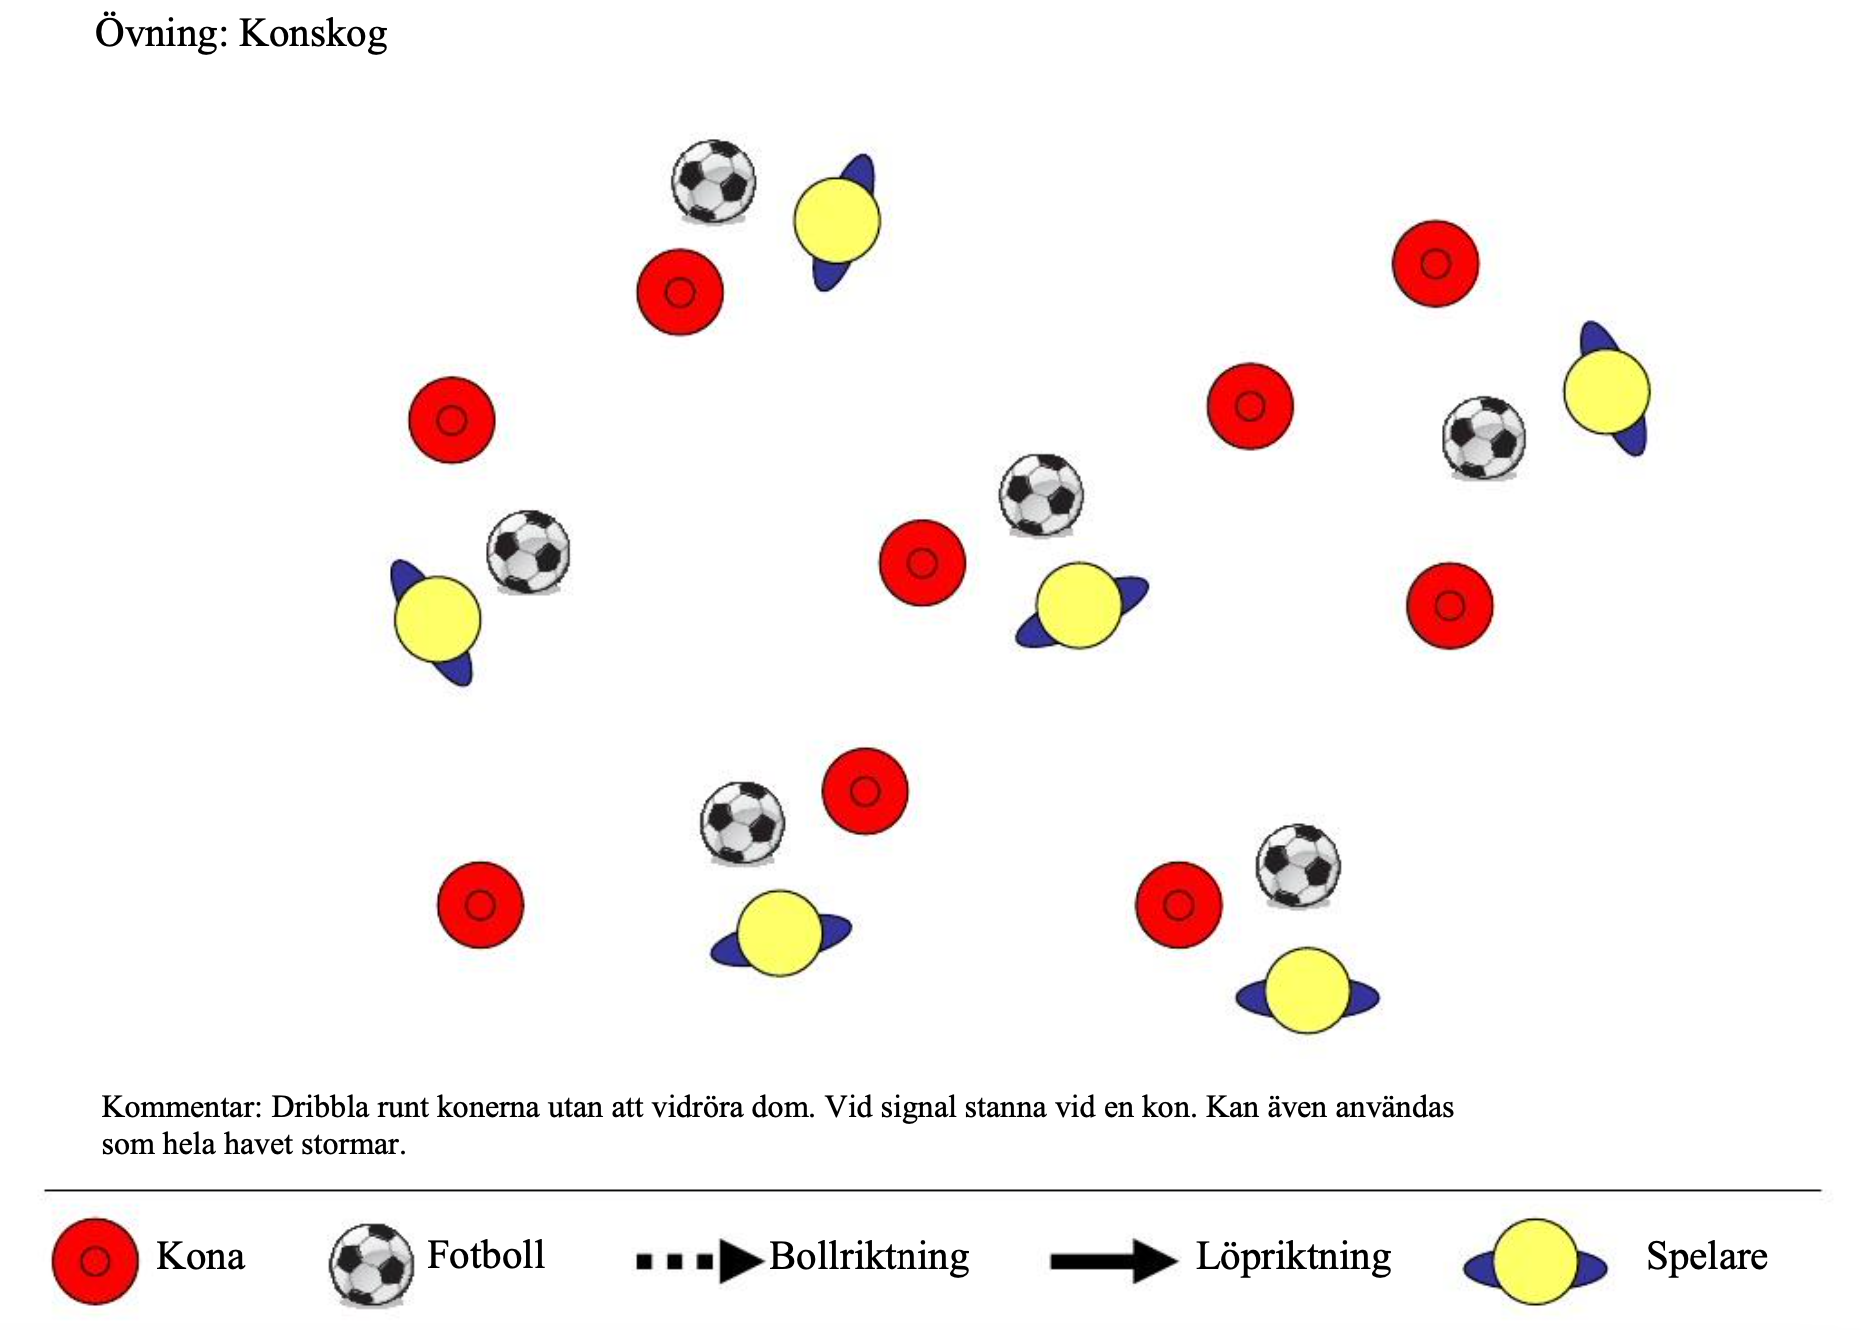 Övning: Konskog
Kommentar: Dribbla runt konerna utan att vidröra dom. Vid signal stanna vid en kon. Kan även användas
som hela havet stormar.
Kona Fotboll Bollriktning Löpriktning Spelare